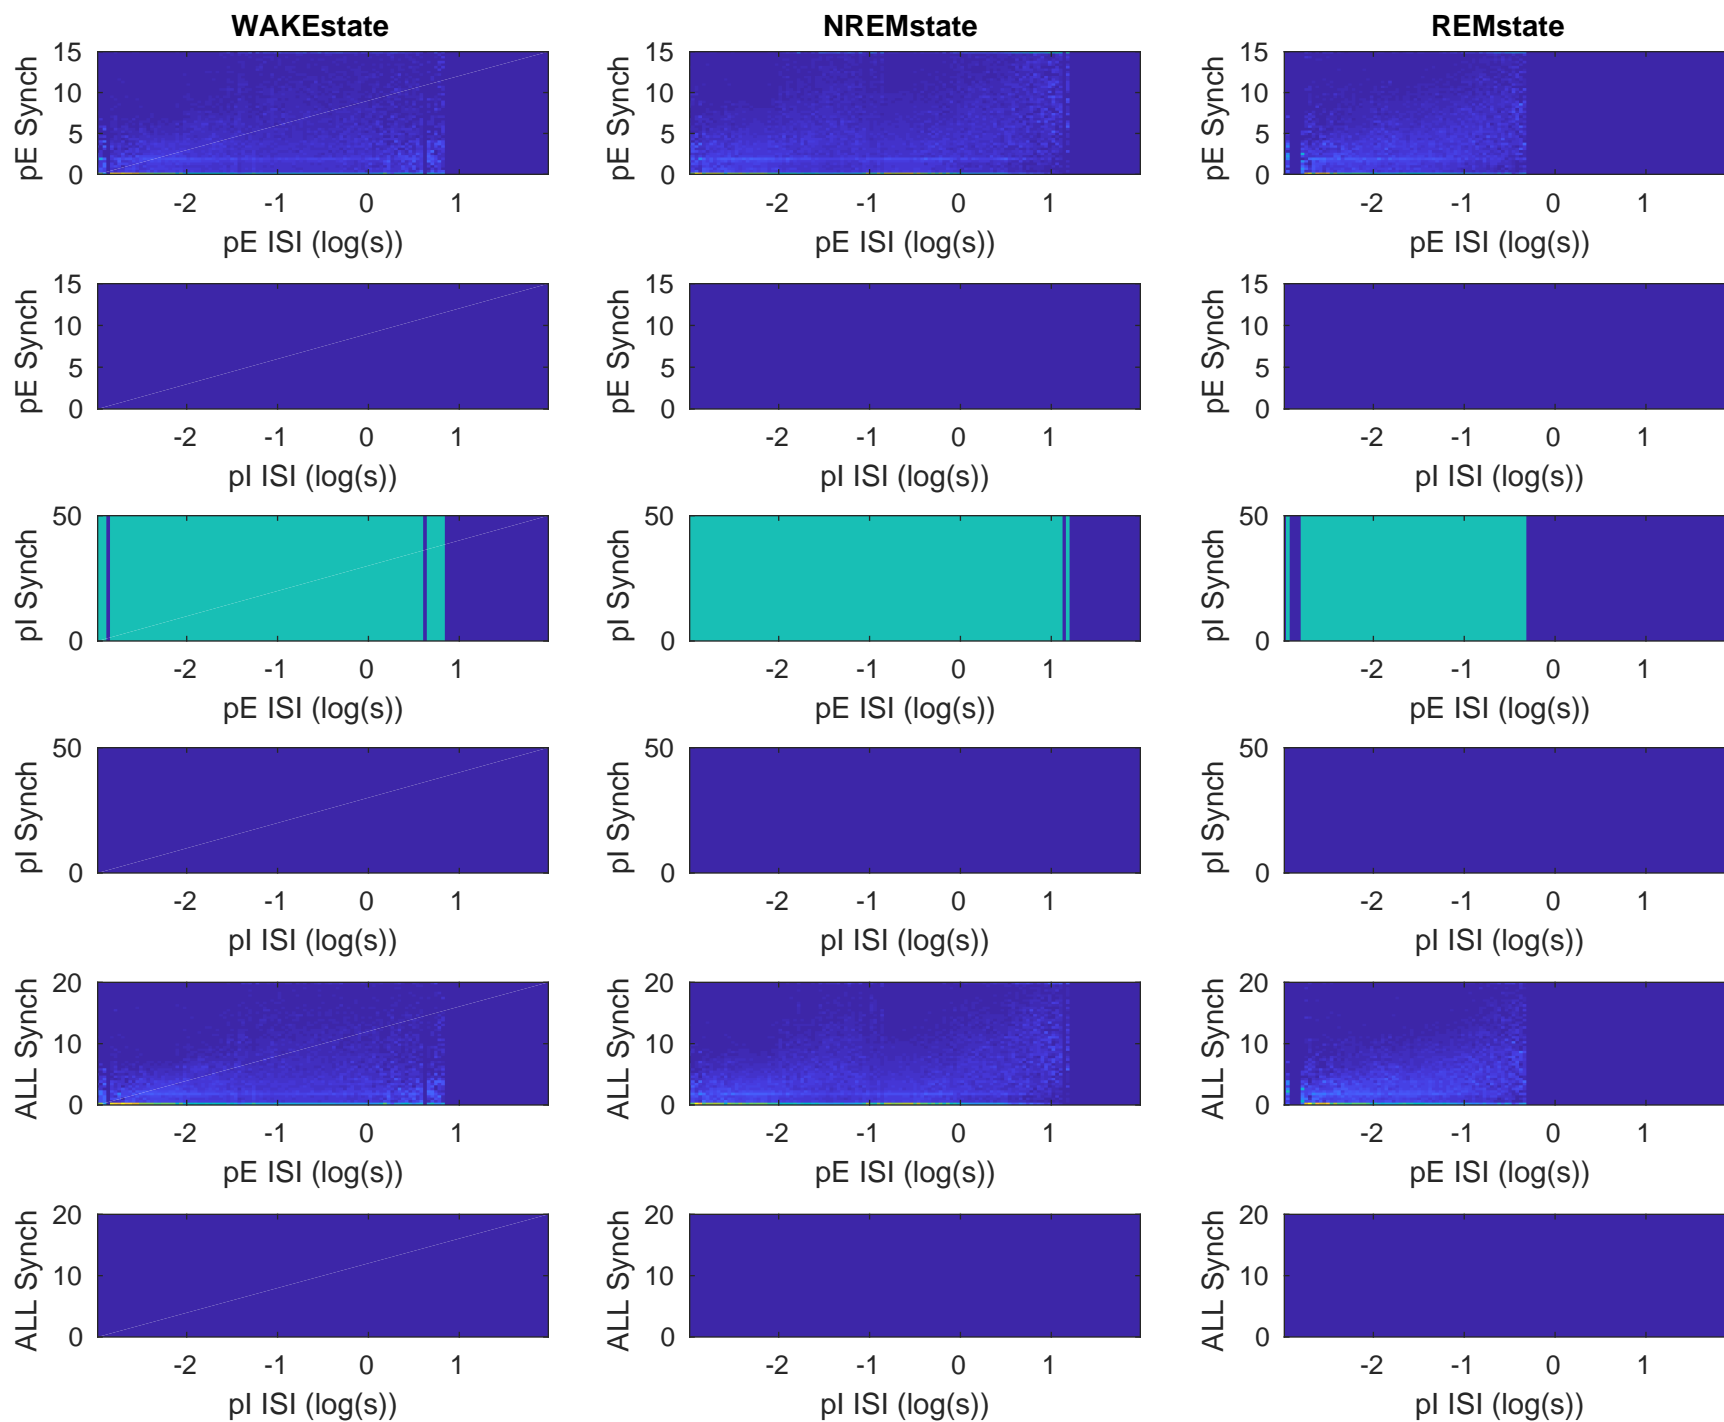 WAKEstate NREMstate REMstate
15 15 15
10 10 10
5 5 5
0 0 0
pE Synch pE Synch pE Synch
-2 -1 0 1 -2 -1 0 1 -2 -1 0 1
pE ISI (log(s)) pE ISI (log(s)) pE ISI (log(s))
15 15 15
10 10 10
5 5 5
0 0 0
pE Synch pE Synch pE Synch
-2 -1 0 1 -2 -1 0 1 -2 -1 0 1
pI ISI (log(s)) pI ISI (log(s)) pI ISI (log(s))
50 50 50
0 0 0
pI Synch pI Synch pI Synch
-2 -1 0 1 -2 -1 0 1 -2 -1 0 1
pE ISI (log(s)) pE ISI (log(s)) pE ISI (log(s))
50 50 50
0 0 0
pI Synch pI Synch pI Synch
-2 -1 0 1 -2 -1 0 1 -2 -1 0 1
pI ISI (log(s)) pI ISI (log(s)) pI ISI (log(s))
20 20 20
10 10 10
0 0 0
ALL Synch ALL Synch ALL Synch
-2 -1 0 1 -2 -1 0 1 -2 -1 0 1
pE ISI (log(s)) pE ISI (log(s)) pE ISI (log(s))
20 20 20
10 10 10
0 0 0
ALL Synch ALL Synch ALL Synch
-2 -1 0 1 -2 -1 0 1 -2 -1 0 1
pI ISI (log(s)) pI ISI (log(s)) pI ISI (log(s))